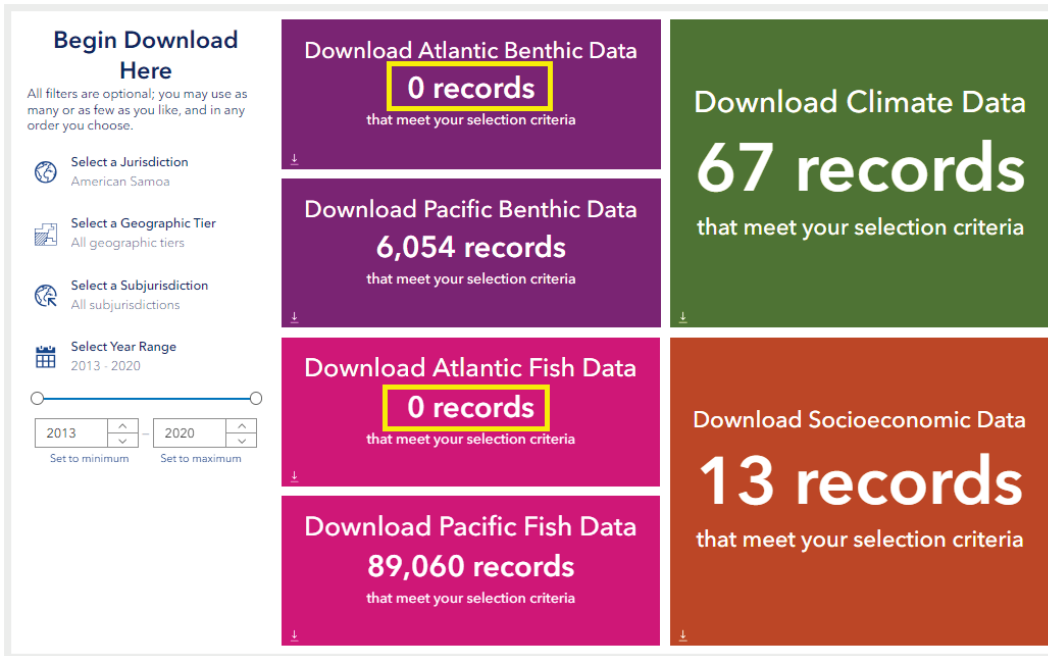 Begin Download
Here
All filters are optional; you may use as
many or as few as you like, and in any
order you choose.
Select a Jurisdiction
American Samoa
Select a Geographic Tier
All geographic tiers
Select a Subjurisdiction
All subjurisdictions
Select Year Range
2013 - 2020
2013 – 2020
Set to minimum Set to maximum
Download Atlantic Benthic Data
0 records
that meet your selection criteria
Download Pacific Benthic Data
6,054 records
that meet your selection criteria
Download Atlantic Fish Data
0 records
that meet your selection criteria
Download Pacific Fish Data
89,060 records
that meet your selection criteria
Download Climate Data
67 records
that meet your selection criteria
Download Socioeconomic Data
13 records
that meet your selection criteria